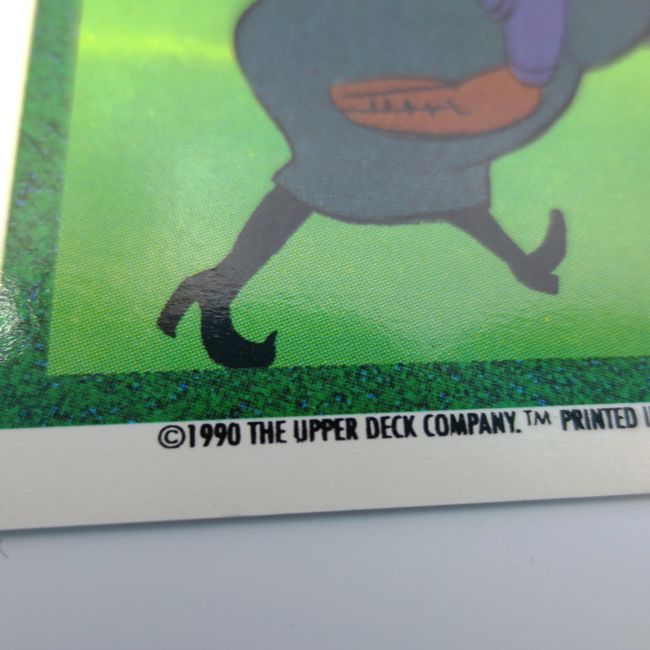 ©1990 THE UPPER DECK COMPANY.™ PRINTED